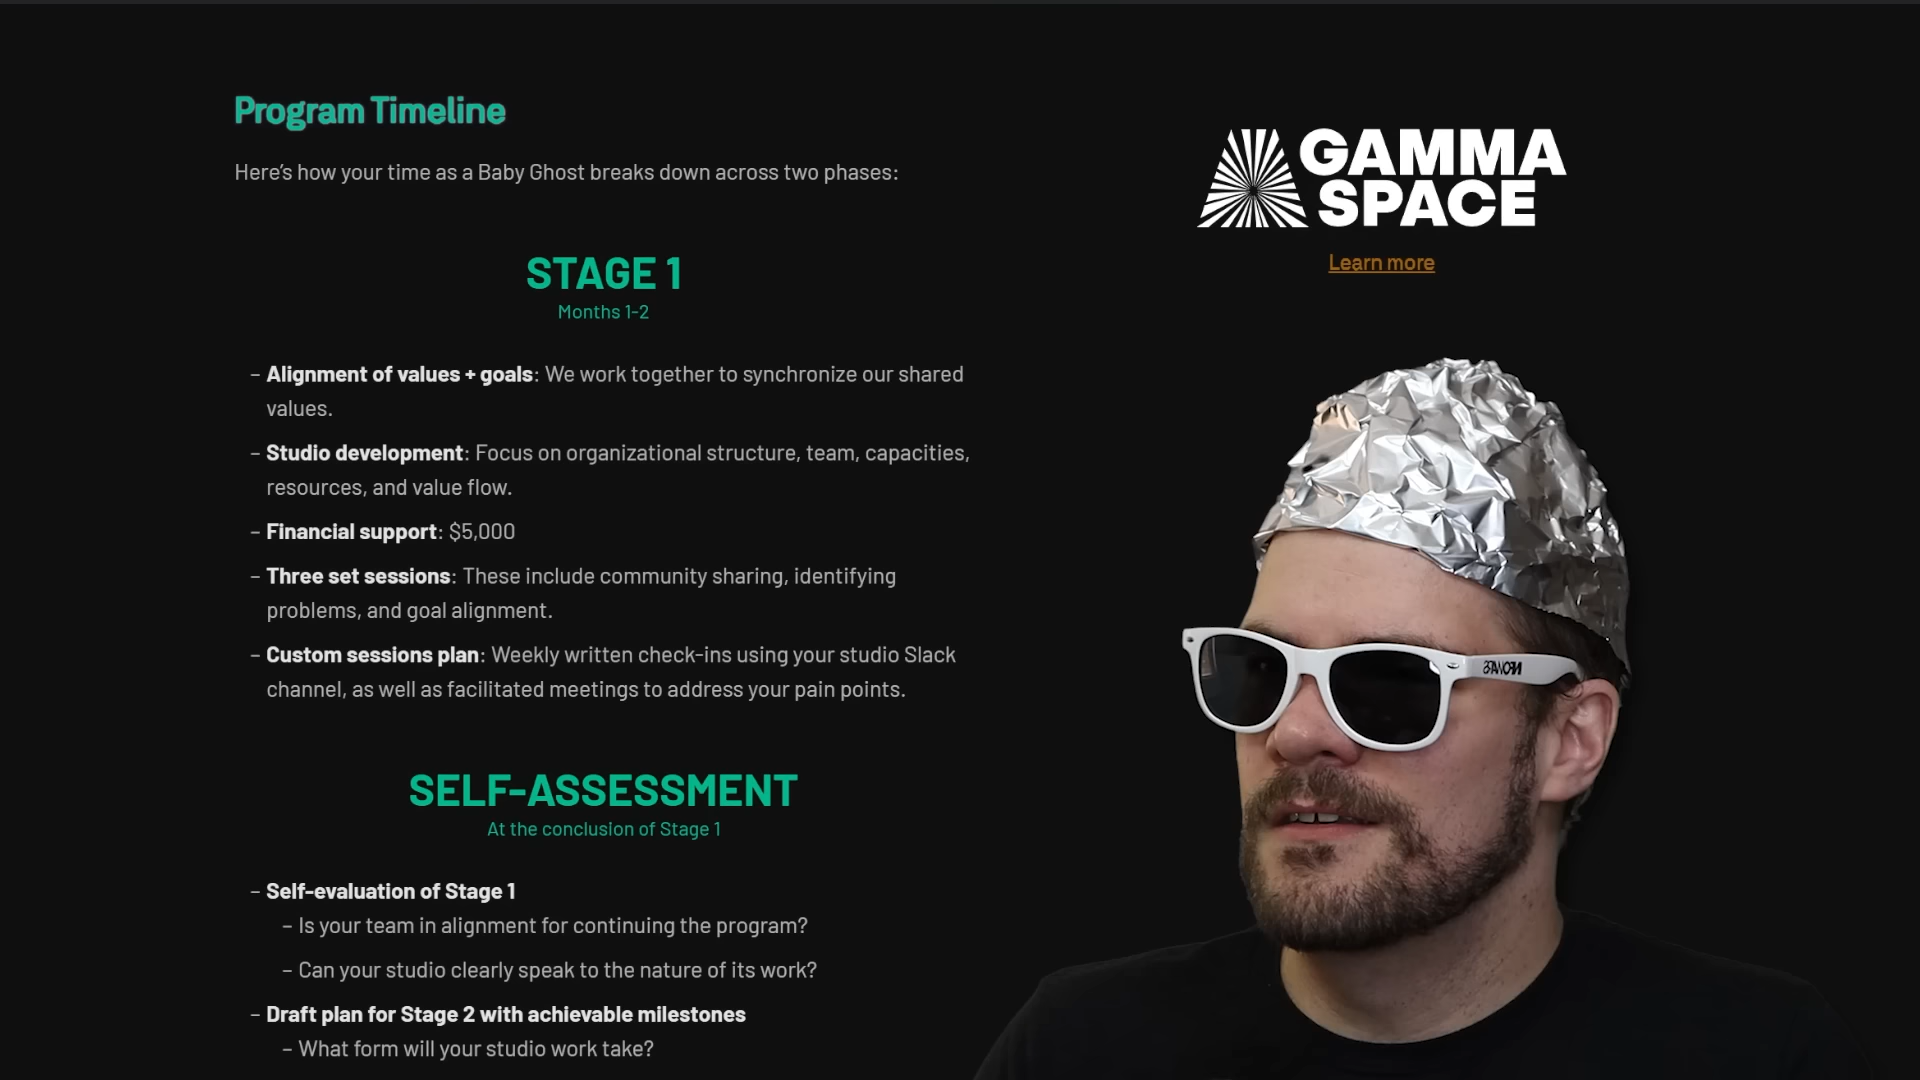 Program Timeline
Here’s how your time as a Baby Ghost breaks down across two phases:
STAGE 1
Months 1-2
– Alignment of values + goals: We work together to synchronize our shared
values.
– Studio development: Focus on organizational structure, team, capacities,
resources, and value flow.
– Financial support: $5,000
– Three set sessions: These include community sharing, identifying
problems, and goal alignment.
– Custom sessions plan: Weekly written check-ins using your studio Slack
channel, as well as facilitated meetings to address your pain points.
SELF-ASSESSMENT
At the conclusion of Stage 1
– Self-evaluation of Stage 1
– Is your team in alignment for continuing the program?
– Can your studio clearly speak to the nature of its work?
– Draft plan for Stage 2 with achievable milestones
– What form will your studio work take?
GAMMA
SPACE
Learn more